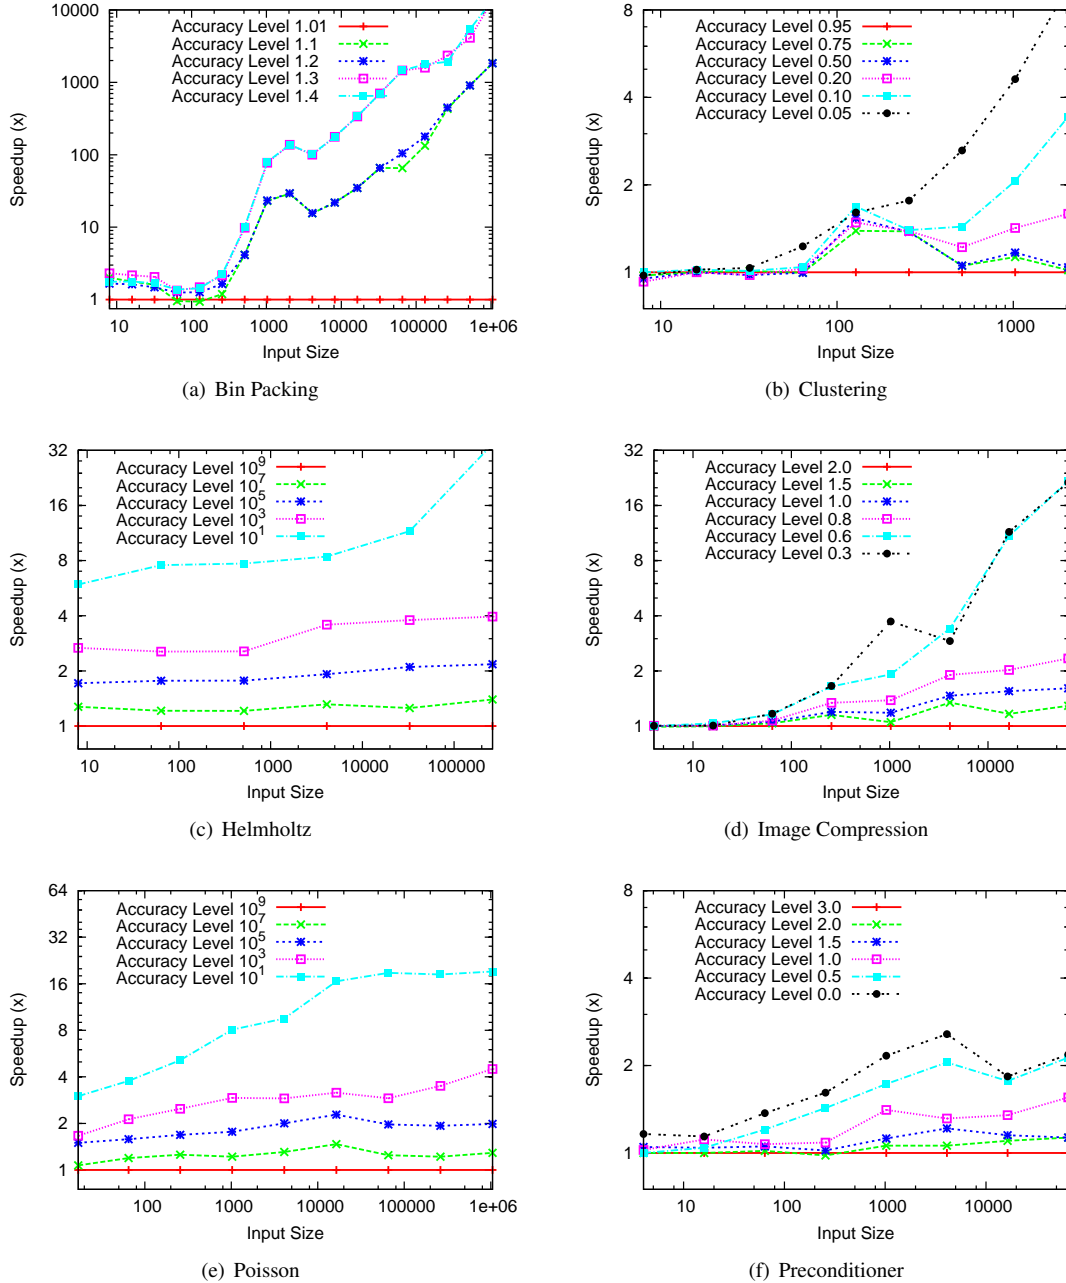 10000
1000
100
10
1
Speedup (x)
Accuracy Level 1.01
Accuracy Level 1.1
Accuracy Level 1.2
Accuracy Level 1.3
Accuracy Level 1.4
10 100 1000 10000 100000 1e+06
Input Size
(a) Bin Packing
8
4
2
1
Speedup (x)
Accuracy Level 0.95
Accuracy Level 0.75
Accuracy Level 0.50
Accuracy Level 0.20
Accuracy Level 0.10
Accuracy Level 0.05
10 100 1000
Input Size
(b) Clustering
32
16
8
4
2
1
Speedup (x)
Accuracy Level 10^9
Accuracy Level 10^7
Accuracy Level 10^5
Accuracy Level 10^3
Accuracy Level 10^1
10 100 1000 10000 100000
Input Size
(c) Helmholtz
32
16
8
4
2
1
Speedup (x)
Accuracy Level 2.0
Accuracy Level 1.5
Accuracy Level 1.0
Accuracy Level 0.8
Accuracy Level 0.6
Accuracy Level 0.3
10 100 1000 10000
Input Size
(d) Image Compression
64
32
16
8
4
2
1
Speedup (x)
Accuracy Level 10^9
Accuracy Level 10^7
Accuracy Level 10^5
Accuracy Level 10^3
Accuracy Level 10^1
100 1000 10000 100000 1e+06
Input Size
(e) Poisson
8
4
2
1
Speedup (x)
Accuracy Level 3.0
Accuracy Level 2.0
Accuracy Level 1.5
Accuracy Level 1.0
Accuracy Level 0.5
Accuracy Level 0.0
10 100 1000 10000
Input Size
(f) Preconditioner